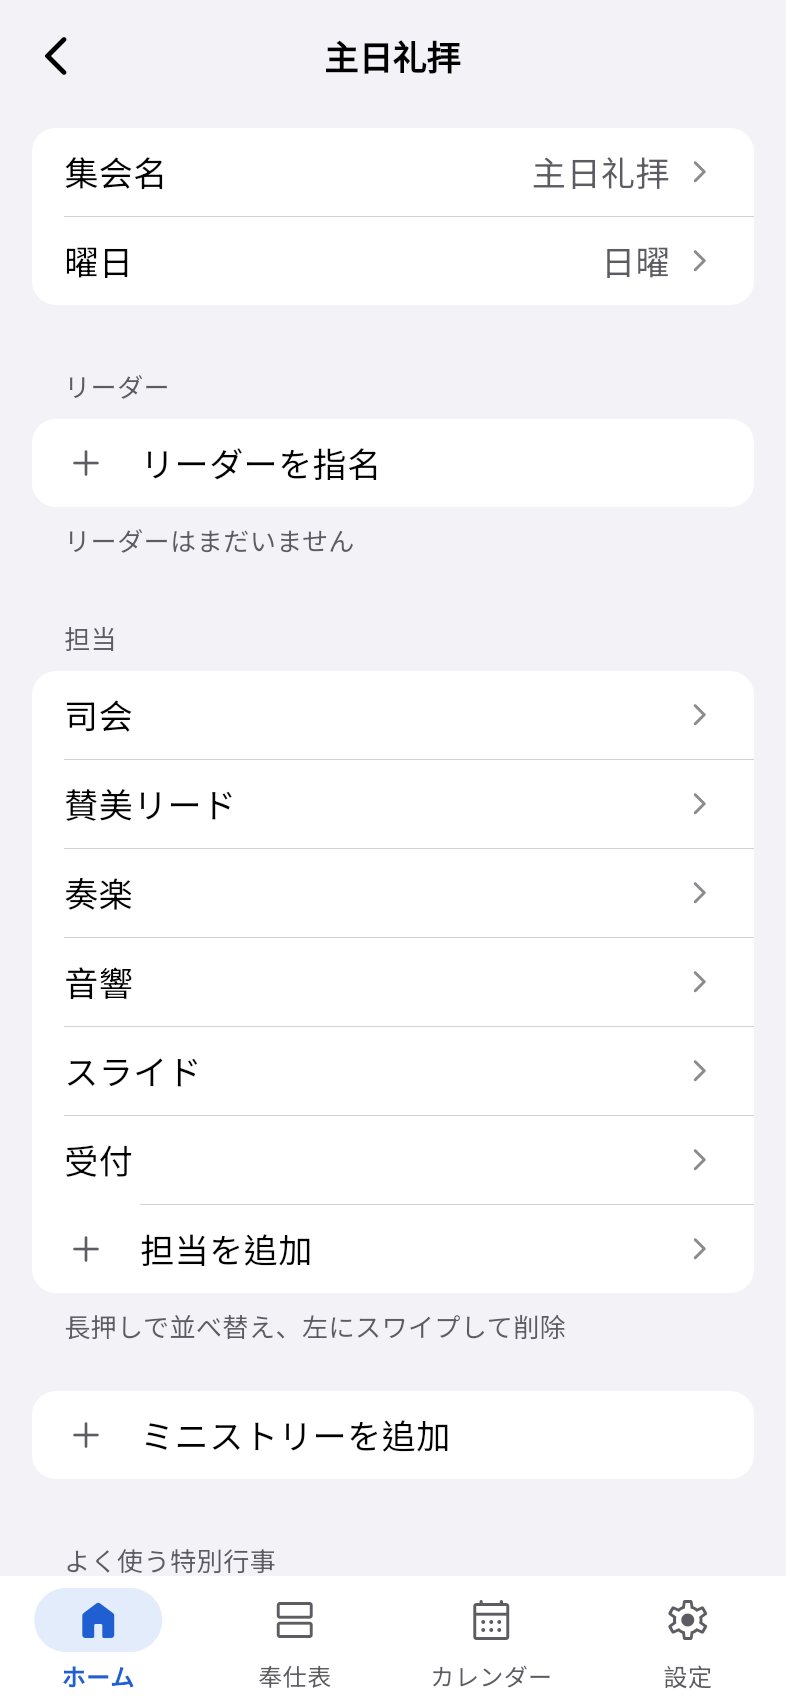 主日礼拝
集会名 主日礼拝
曜日 日曜
リーダー
リーダーを指名
リーダーはまだいません
担当
司会
賛美リード
奏楽
音響
スライド
受付
担当を追加
長押しで並べ替え、左にスワイプして削除
ミニストリーを追加
よく使う特別行事
ホーム 奉仕表 カレンダー 設定